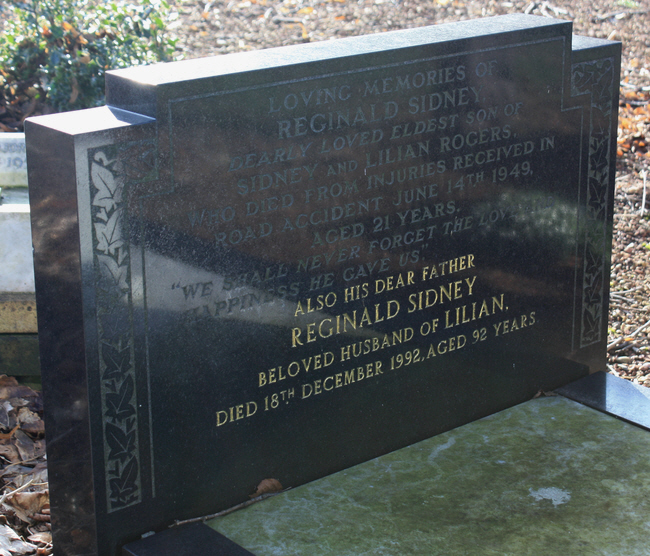 LOVING MEMORIES OF
REGINALD SIDNEY
DEARLY LOVED ELDEST SON OF
SIDNEY AND LILIAN ROGERS,
WHO DIED FROM INJURIES RECEIVED IN
ROAD ACCIDENT JUNE 14TH 1949,
AGED 21 YEARS.
"WE SHALL NEVER FORGET THE LOVE AND
HAPPINESS HE GAVE US."
ALSO HIS DEAR FATHER
REGINALD SIDNEY
BELOVED HUSBAND OF LILIAN,
DIED 18TH DECEMBER 1992, AGED 92 YEARS.